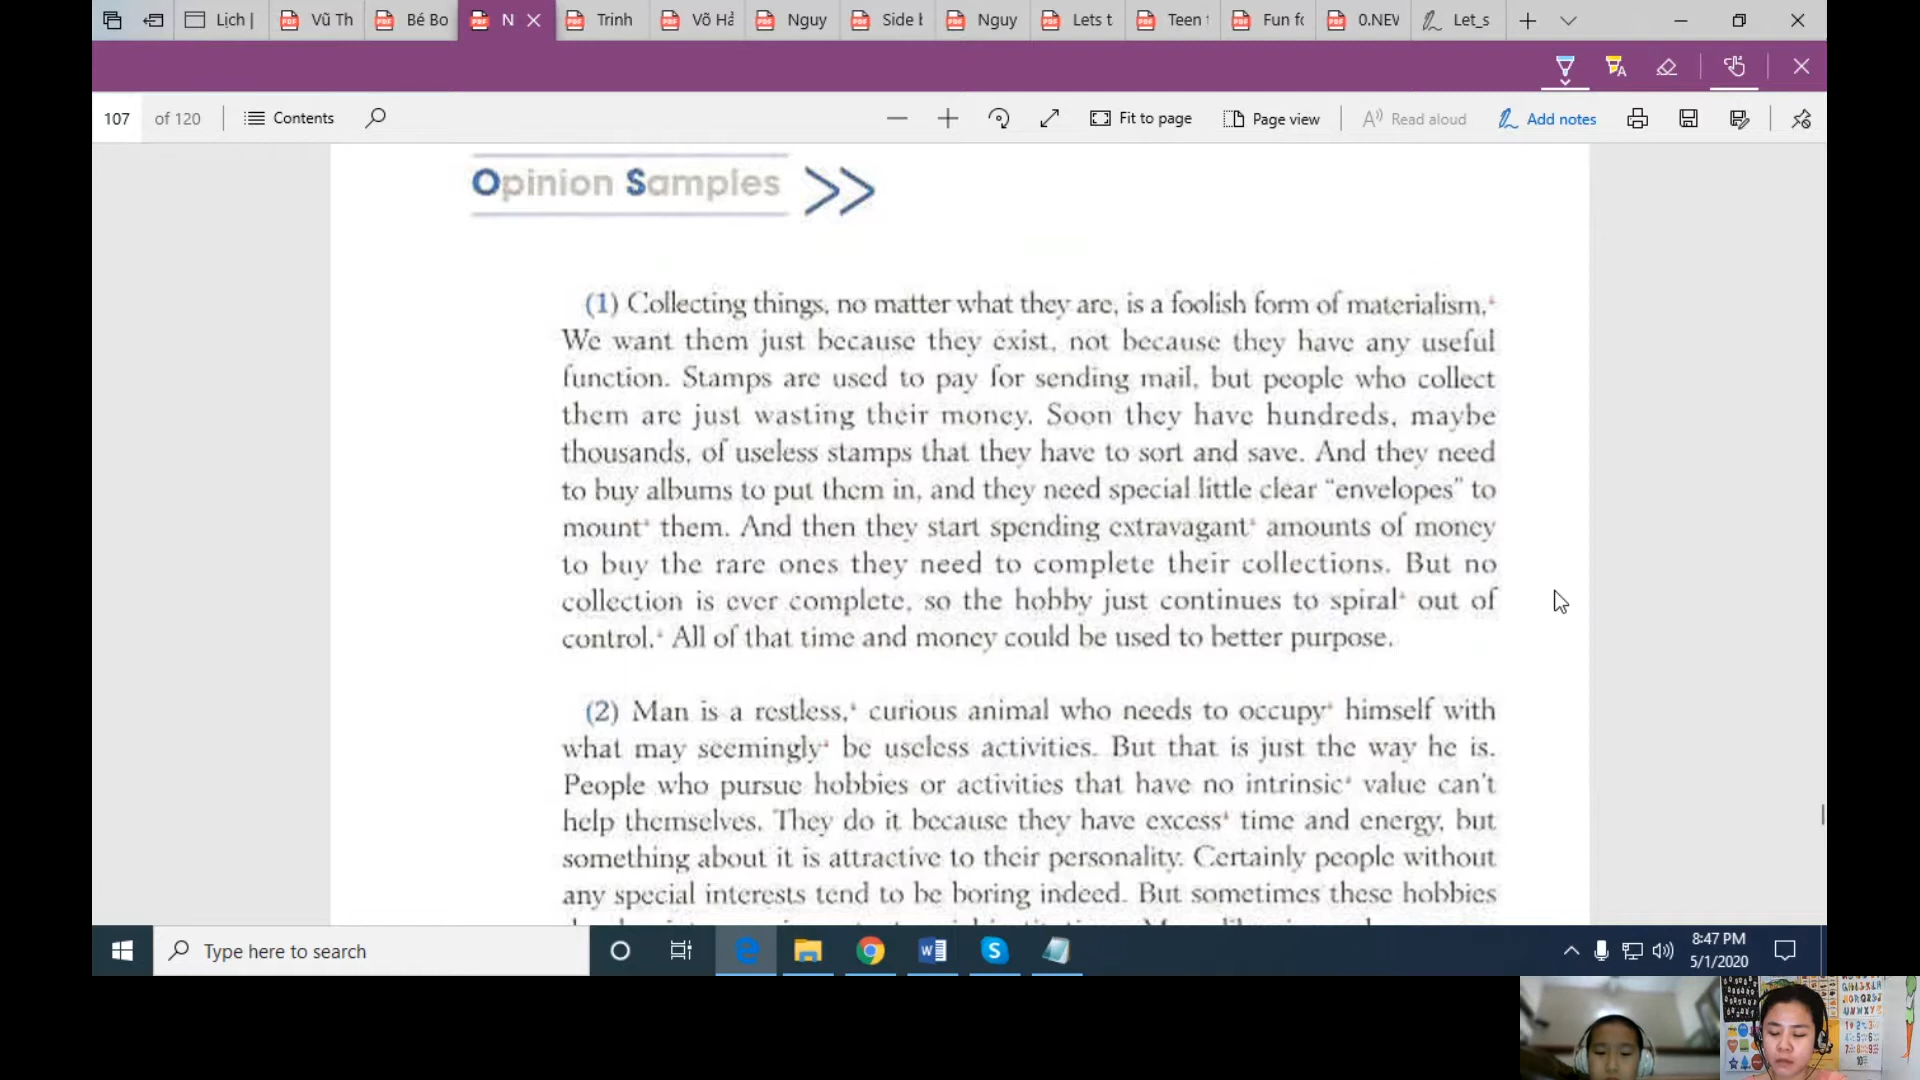 Lịch |
Vũ Th
Bé Bo
N
Trinh
Võ Hả
Nguy
Side b
Nguy
Lets t
Teen
Fun fo
0.NEV
Let_s
107 of 120
Contents
Fit to page
Page view
Read aloud
Add notes
Opinion Samples >>
(1) Collecting things, no matter what they are, is a foolish form of materialism.
We want them just because they exist, not because they have any useful
function. Stamps are used to pay for sending mail, but people who collect
them are just wasting their money. Soon they have hundreds, maybe
thousands, of useless stamps that they have to sort and save. And they need
to buy albums to put them in, and they need special little clear "envelopes" to
mount them. And then they start spending extravagant amounts of money
to buy the rare ones they need to complete their collections. But no
collection is ever complete, so the hobby just continues to spiral out of
control. All of that time and money could be used to better purpose.
(2) Man is a restless, curious animal who needs to occupy himself with
what may seemingly be useless activities. But that is just the way he is.
People who pursue hobbies or activities that have no intrinsic value can't
help themselves. They do it because they have excess time and energy, but
something about it is attractive to their personality. Certainly people without
any special interests tend to be boring indeed. But sometimes these hobbies
Type here to search
8:47 PM
5/1/2020